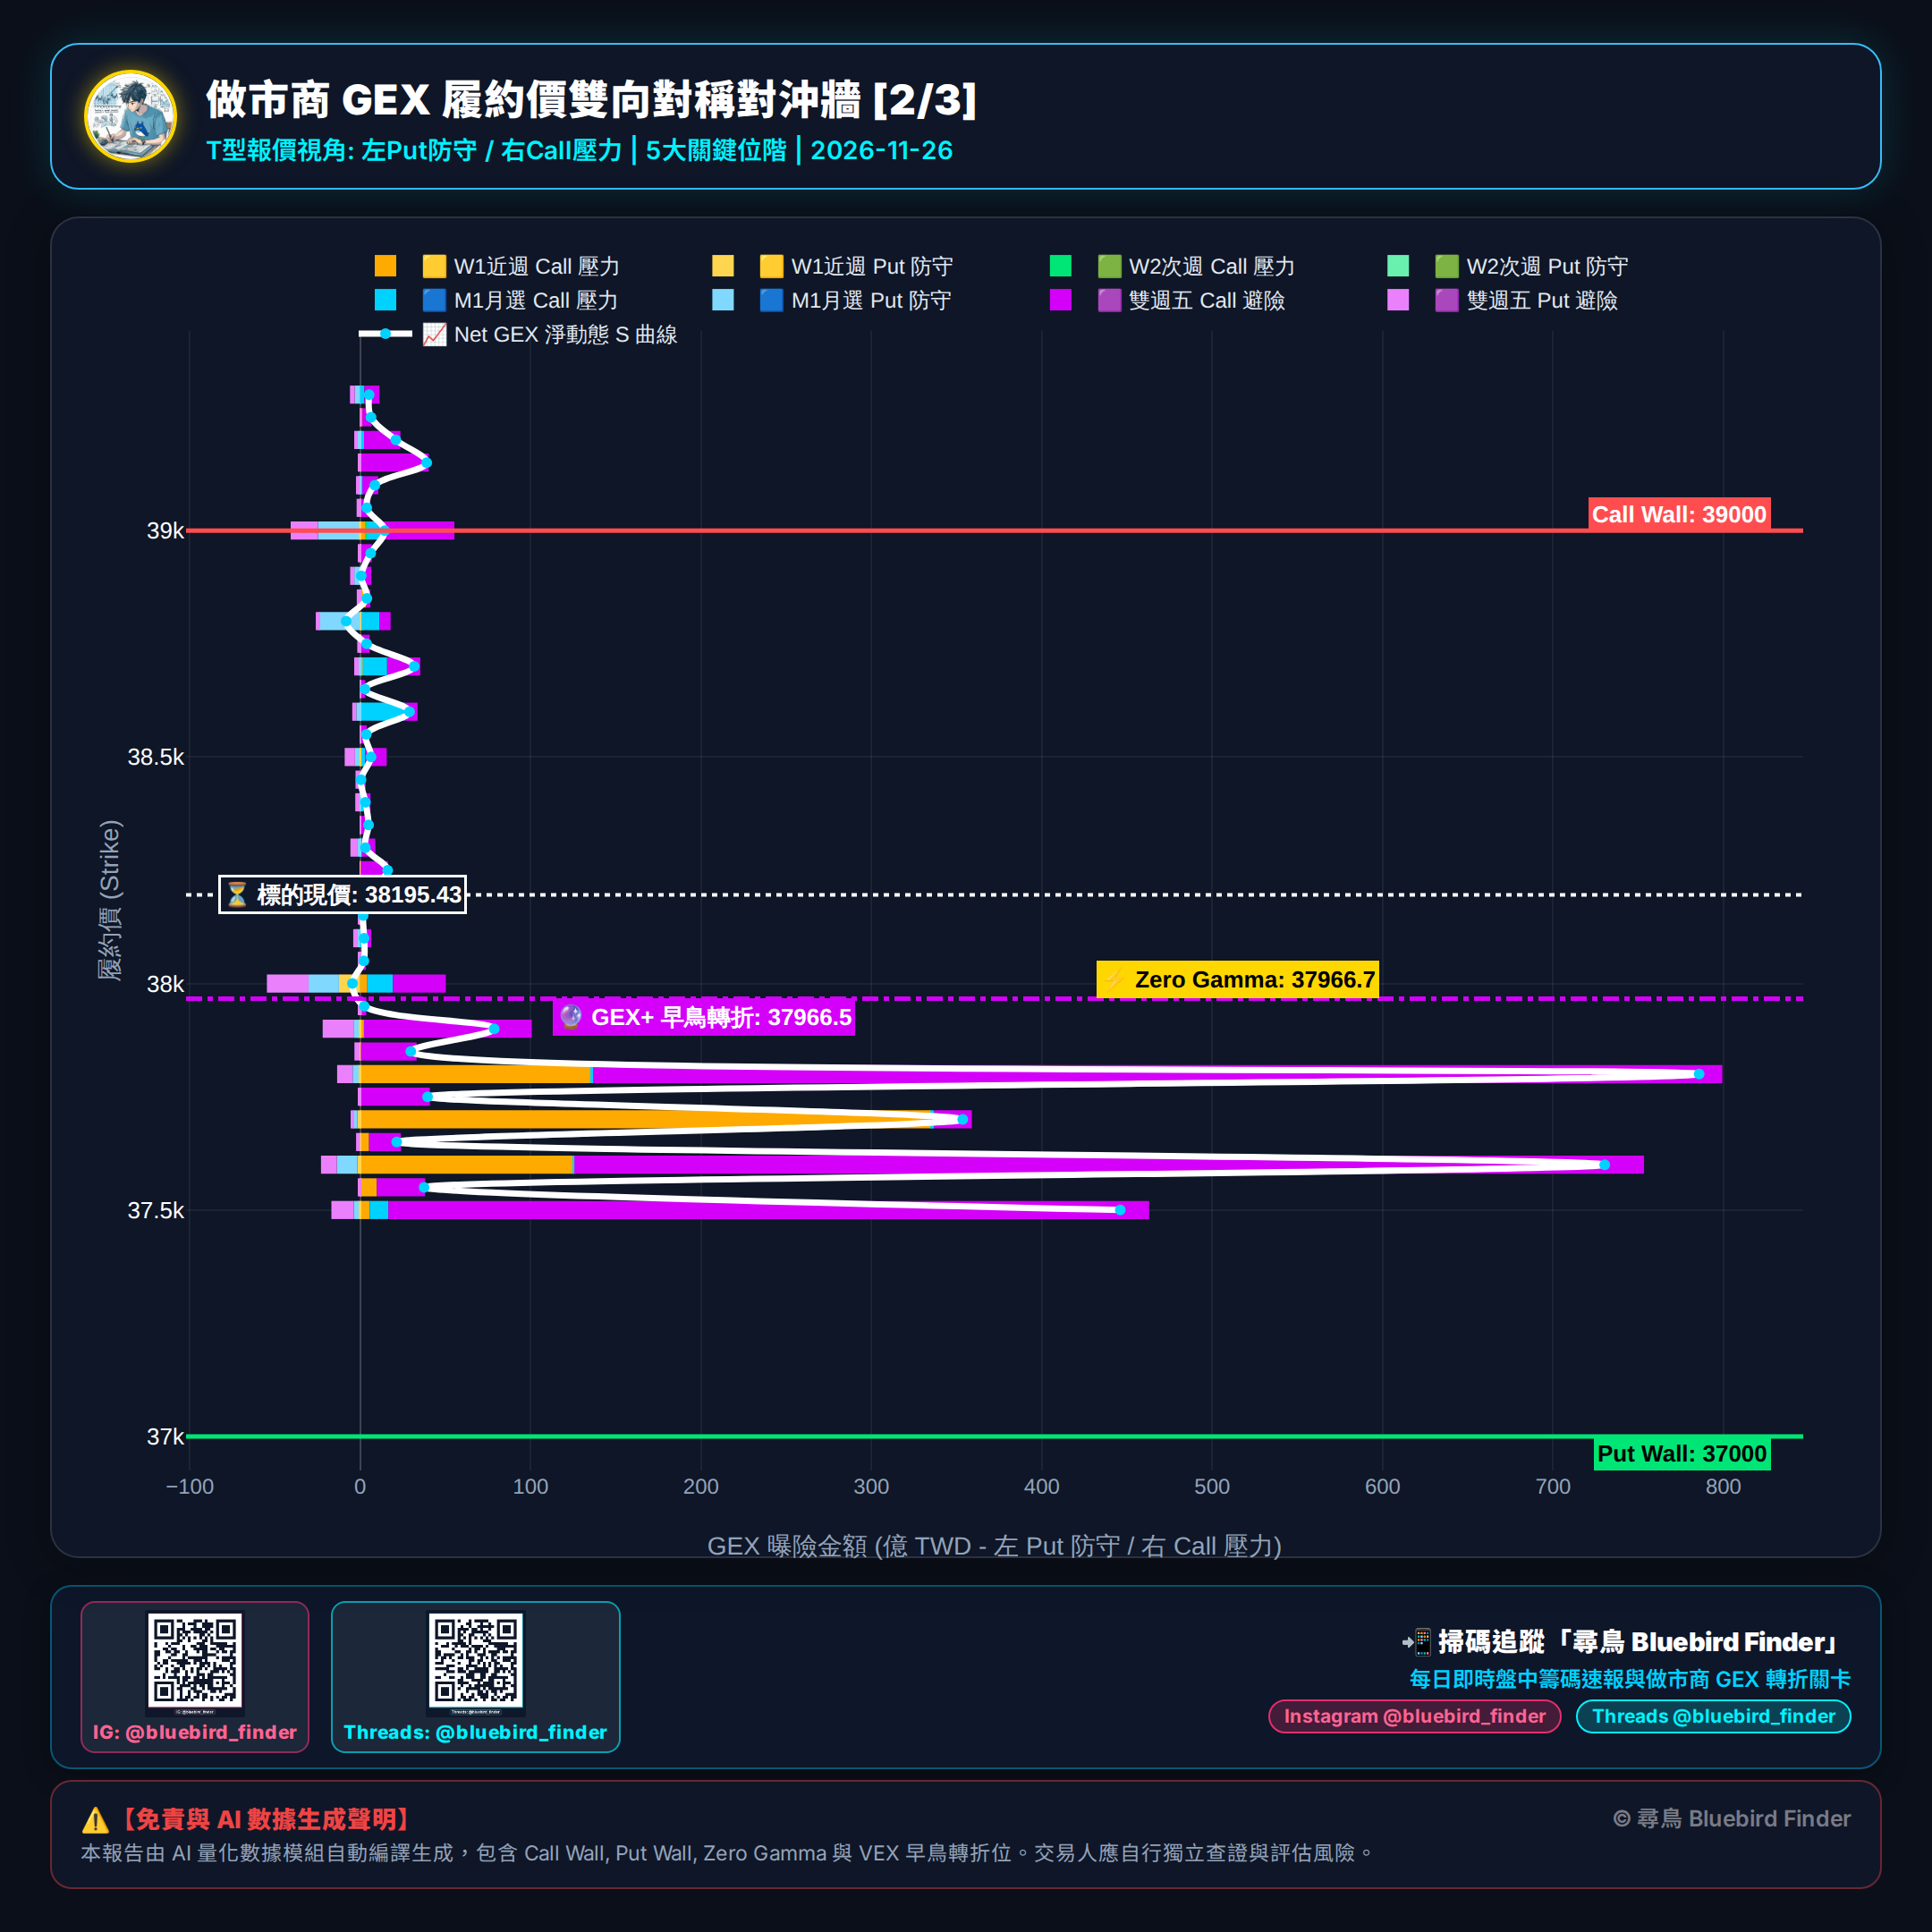 做市商 GEX 履約價雙向對稱對沖牆 [2/3]
T型報價視角: 左Put防守 / 右Call壓力 | 5大關鍵位階 | 2026-11-26
W1近週 Call 壓力
W1近週 Put 防守
W2次週 Call 壓力
W2次週 Put 防守
M1月選 Call 壓力
M1月選 Put 防守
雙週五 Call 避險
雙週五 Put 避險
Net GEX 淨動態 S 曲線
Call Wall: 39000
39k
38.5k
履約價 (Strike)
標的現價: 38195.43
Zero Gamma: 37966.7
38k
GEX+ 早鳥轉折: 37966.5
37.5k
37k
Put Wall: 37000
−100
0
100
200
300
400
500
600
700
800
GEX 曝險金額 (億 TWD - 左 Put 防守 / 右 Call 壓力)
IG: @bluebird_finder
Threads: @bluebird_finder
IG: @bluebird_finder
Threads: @bluebird_finder
掃碼追蹤「尋鳥 Bluebird Finder」
每日即時盤中籌碼速報與做市商 GEX 轉折關卡
Instagram @bluebird_finder
Threads @bluebird_finder
【免責與 AI 數據生成聲明】
© 尋鳥 Bluebird Finder
本報告由 AI 量化數據模組自動編譯生成，包含 Call Wall, Put Wall, Zero Gamma 與 VEX 早鳥轉折位。交易人應自行獨立查證與評估風險。